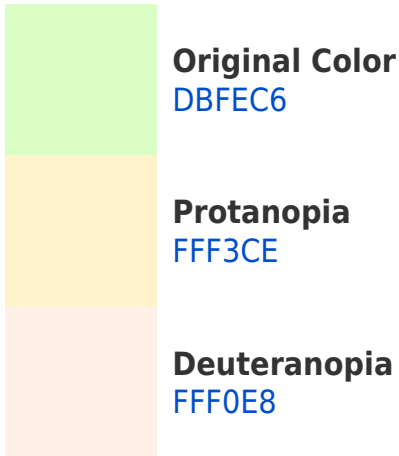 Original Color
DBFEC6
Protanopia
FFF3CE
Deuteranopia
FFF0E8